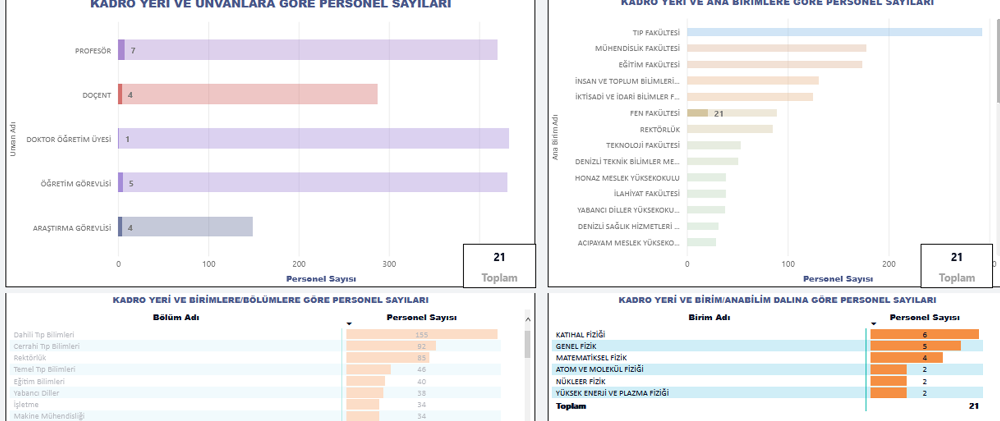 KADRO YERİ VE UNVANLARA GÖRE PERSONEL SAYILARI
Unvan Adı
PROFESÖR 7
DOÇENT 4
DOKTOR ÖĞRETİM ÜYESİ 1
ÖĞRETİM GÖREVLİSİ 5
ARAŞTIRMA GÖREVLİSİ 4
0 100 200 300
Personel Sayısı
21
Toplam
KADRO YERİ VE ANA BİRİMLERE GÖRE PERSONEL SAYILARI
Ana Birim Adı
TIP FAKÜLTESİ
MÜHENDİSLİK FAKÜLTESİ
EĞİTİM FAKÜLTESİ
İNSAN VE TOPLUM BİLİMLERİ...
İKTİSADİ VE İDARİ BİLİMLER F...
FEN FAKÜLTESİ 21
REKTÖRLÜK
TEKNOLOJİ FAKÜLTESİ
DENİZLİ TEKNİK BİLİMLER ME...
HONAZ MESLEK YÜKSEKOKULU
İLAHİYAT FAKÜLTESİ
YABANCI DİLLER YÜKSEKOKU...
DENİZLİ SAĞLIK HİZMETLERİ ...
ACIPAYAM MESLEK YÜKSEKO...
0 100 200 0
Personel Sayısı
21
Toplam
KADRO YERİ VE BİRİMLERE/BÖLÜMLERE GÖRE PERSONEL SAYILARI
Bölüm Adı Personel Sayısı
Dahili Tıp Bilimleri 155
Cerrahi Tıp Bilimleri 92
Rektörlük 85
Temel Tıp Bilimleri 46
Eğitim Bilimleri 40
Yabancı Diller 38
İşletme 34
Makine Mühendisliği 34
KADRO YERİ VE BİRİM/ANABİLİM DALINA GÖRE PERSONEL SAYILARI
Birim Adı Personel Sayısı
KATIHAL FİZİĞİ 6
GENEL FİZİK 5
MATEMATİKSEL FİZİK 4
ATOM VE MOLEKÜL FİZİĞİ 2
NÜKLEER FİZİK 2
YÜKSEK ENERJİ VE PLAZMA FİZİĞİ 2
Toplam 21